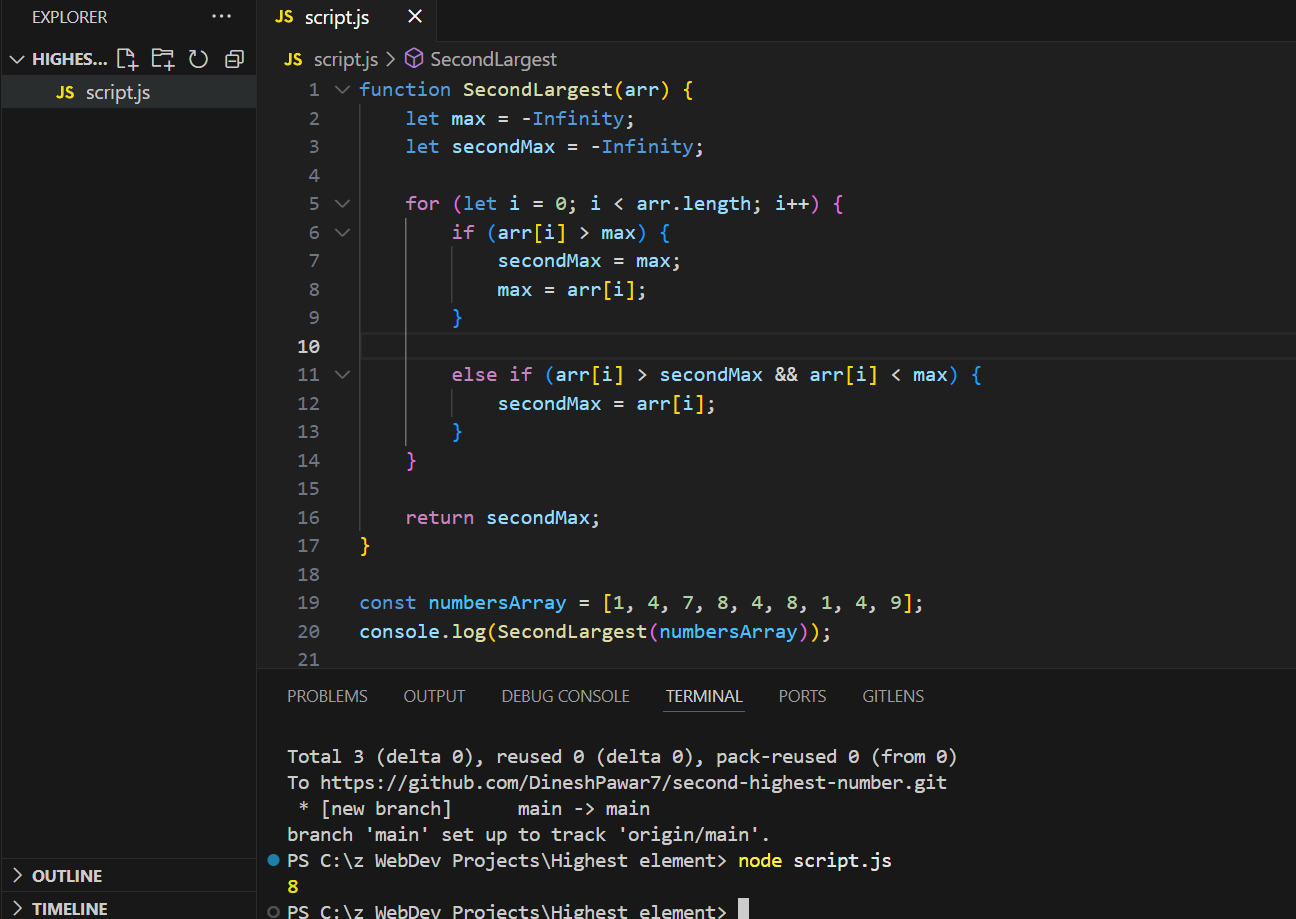 EXPLORER ···
HIGHES...
JS script.js
OUTLINE
TIMELINE
JS script.js ×
JS script.js > SecondLargest
1 function SecondLargest(arr) {
2     let max = -Infinity;
3     let secondMax = -Infinity;
4
5     for (let i = 0; i < arr.length; i++) {
6         if (arr[i] > max) {
7             secondMax = max;
8             max = arr[i];
9         }
10
11         else if (arr[i] > secondMax && arr[i] < max) {
12             secondMax = arr[i];
13         }
14     }
15
16     return secondMax;
17 }
18
19 const numbersArray = [1, 4, 7, 8, 4, 8, 1, 4, 9];
20 console.log(SecondLargest(numbersArray));
21
PROBLEMS OUTPUT DEBUG CONSOLE TERMINAL PORTS GITLENS
Total 3 (delta 0), reused 0 (delta 0), pack-reused 0 (from 0)
To https://github.com/DineshPawar7/second-highest-number.git
 * [new branch]      main -> main
branch 'main' set up to track 'origin/main'.
PS C:\z WebDev Projects\Highest element> node script.js
8
PS C:\z WebDev Projects\Highest element>